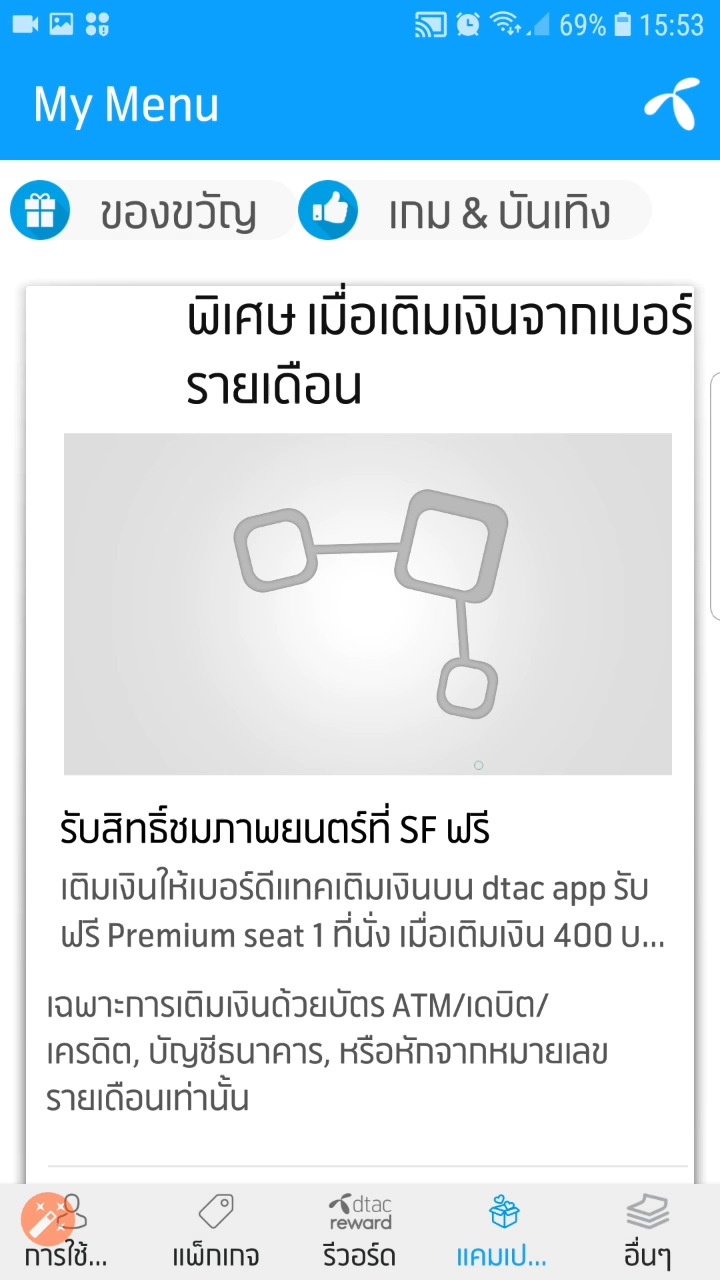 69% 15:53
My Menu
ของขวัญ
เกม & บันเทิง
พิเศษ เมื่อเติมเงินจากเบอร์
รายเดือน
รับสิทธิ์ชมภาพยนตร์ที่ SF ฟรี
เติมเงินให้เบอร์ดีแทคเติมเงินบน dtac app รับ
ฟรี Premium seat 1 ที่นั่ง เมื่อเติมเงิน 400 บ...
เฉพาะการเติมเงินด้วยบัตร ATM/เดบิต/
เครดิต, บัญชีธนาคาร, หรือหักจากหมายเลข
รายเดือนเท่านั้น
dtac
reward
การใช้...
แพ็กเกจ
รีวอร์ด
แคมเป...
อื่นๆ